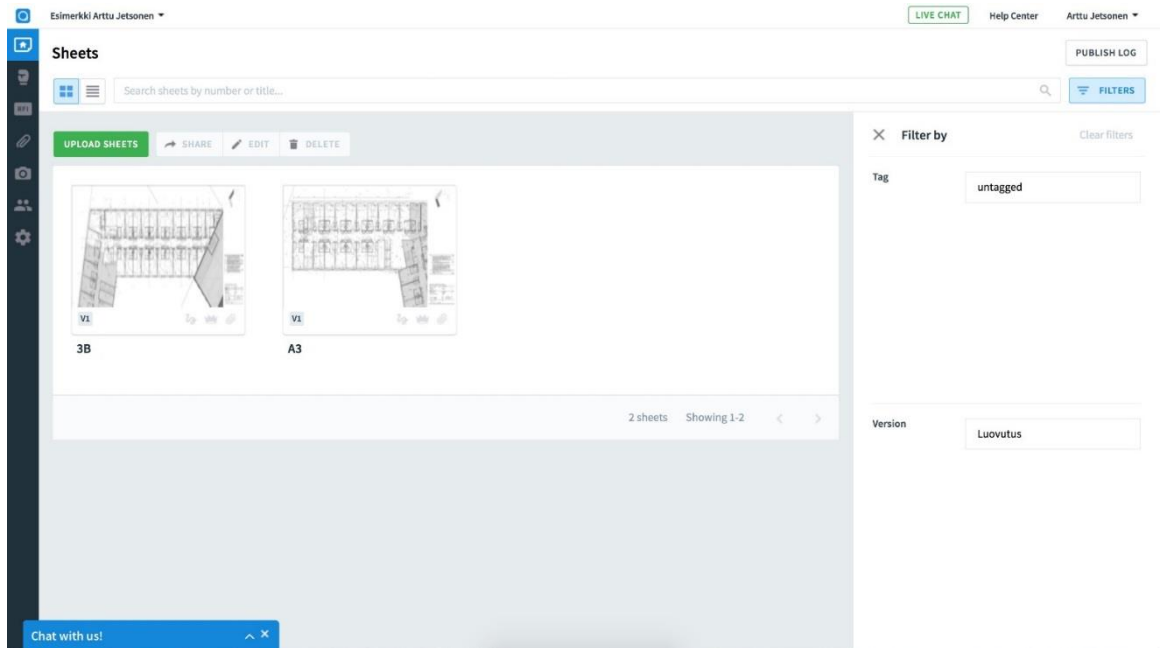 Esimerkki Arttu Jetsonen
LIVE CHAT
Help Center
Arttu Jetsonen
Sheets
PUBLISH LOG
Search sheets by number or title...
FILTERS
RFI
UPLOAD SHEETS
SHARE
EDIT
DELETE
Filter by
Clear filters
Tag
untagged
V1
V1
3B
A3
2 sheets
Showing 1-2
Version
Luovutus
Chat with us!